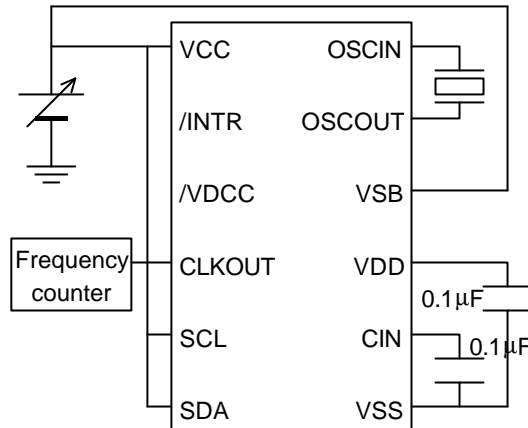 VCC OSCIN
/INTR OSCOUT
/VDCC VSB
Frequency
counter
CLKOUT VDD
0.1μF
SCL CIN
0.1μF
SDA VSS